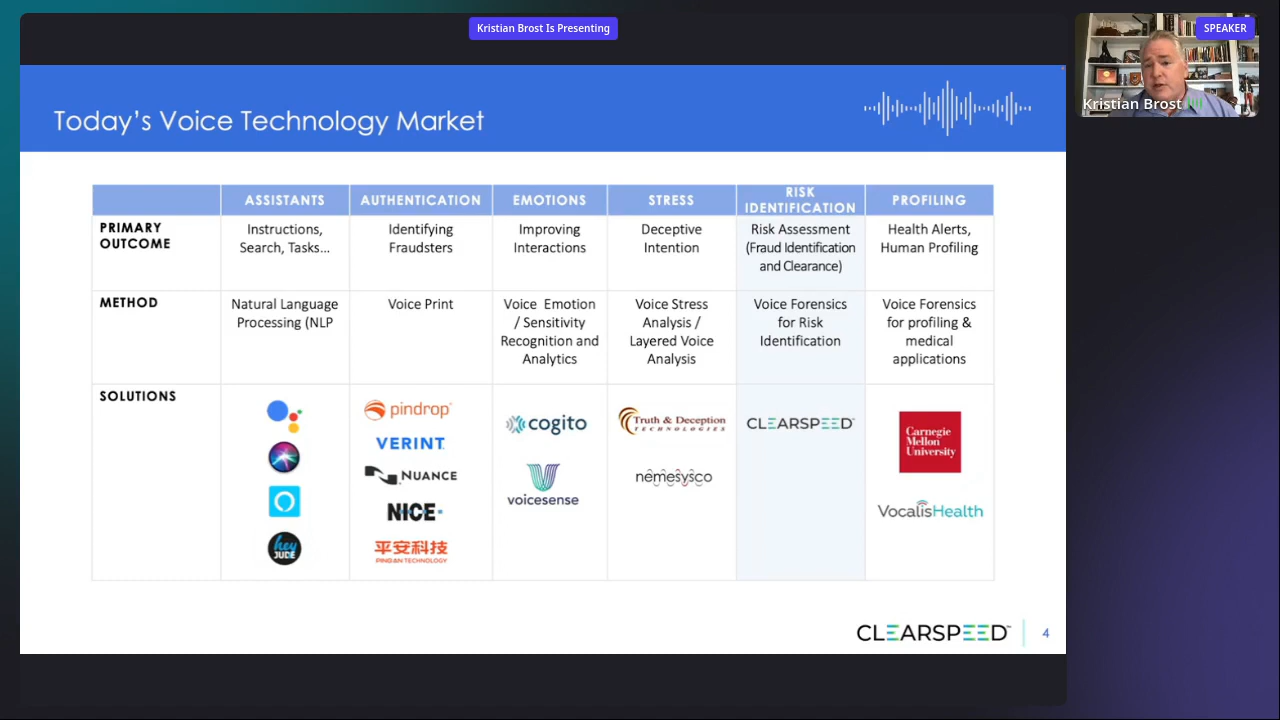 Kristian Brost Is Presenting
SPEAKER
Kristian Brost
Today's Voice Technology Market
ASSISTANTS
AUTHENTICATION
EMOTIONS
STRESS
RISK
IDENTIFICATION
PROFILING
PRIMARY
OUTCOME
Instructions,
Search, Tasks...
Identifying
Fraudsters
Improving
Interactions
Deceptive
Intention
Risk Assessment
(Fraud Identification
and Clearance)
Health Alerts,
Human Profiling
METHOD
Natural Language
Processing (NLP
Voice Print
Voice Emotion
/ Sensitivity
Recognition and
Analytics
Voice Stress
Analysis /
Layered Voice
Analysis
Voice Forensics
for Risk
Identification
Voice Forensics
for profiling &
medical
applications
SOLUTIONS
hey
JUDE
pindrop
VERINT
NUANCE
NICE
平安科技
PINGAN TECHNOLOGY
cogito
voicesense
Truth & Deception
TECHNOLOGIES
nemesysco
CLEARSPEED
Carnegie
Mellon
University
VocalisHealth
CLEARSPEED™
4